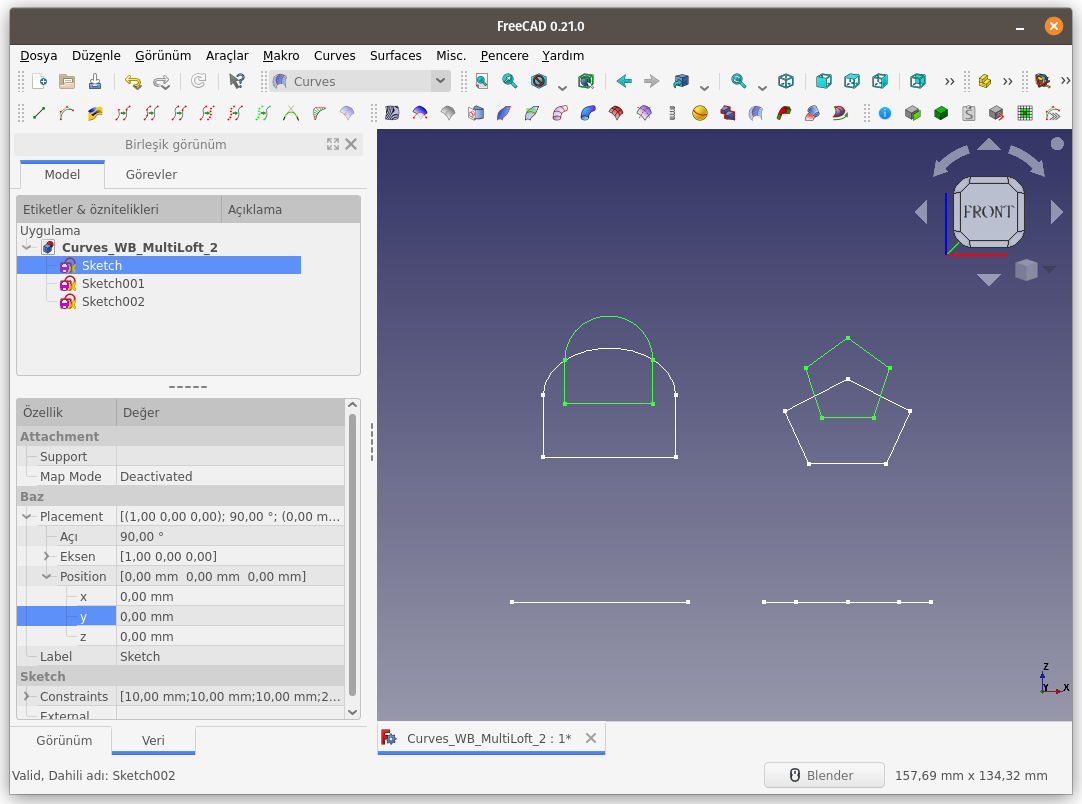 FreeCAD 0.21.0
Dosya Düzenle Görünüm Araçlar Makro Curves Surfaces Misc. Pencere Yardım
Curves
Birleşik görünüm
Model Görevler
Etiketler & öznitelikleri Açıklama
Uygulama
Curves_WB_MultiLoft_2
Sketch
Sketch001
Sketch002
FRONT
Özellik Değer
Attachment
Support
Map Mode Deactivated
Baz
Placement [(1,00 0,00 0,00); 90,00 °; (0,00 m...
Açı 90,00 °
Eksen [1,00 0,00 0,00]
Position [0,00 mm 0,00 mm 0,00 mm]
x 0,00 mm
y 0,00 mm
z 0,00 mm
Label Sketch
Sketch
Constraints [10,00 mm;10,00 mm;10,00 mm;2...
External
Z
Y X
Görünüm Veri
Curves_WB_MultiLoft_2 : 1*
Valid, Dahili adı: Sketch002
Blender 157,69 mm x 134,32 mm